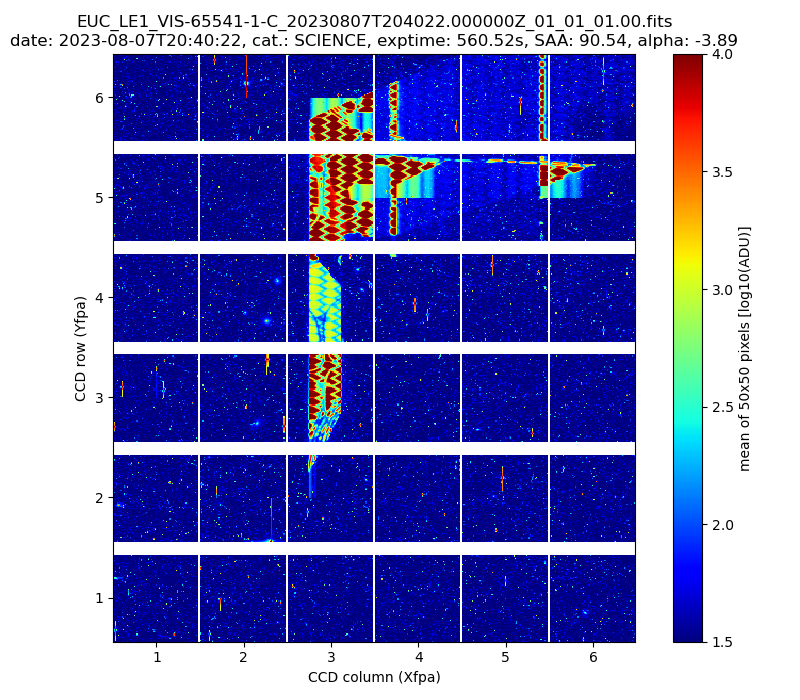 EUC_LE1_VIS-65541-1-C_20230807T204022.000000Z_01_01_01.00.fits
date: 2023-08-07T20:40:22, cat.: SCIENCE, exptime: 560.52s, SAA: 90.54, alpha: -3.89
6
5
4
3
2
1
CCD row (Yfpa)
1 2 3 4 5 6
CCD column (Xfpa)
4.0
3.5
3.0
2.5
2.0
1.5
mean of 50x50 pixels [log10(ADU)]